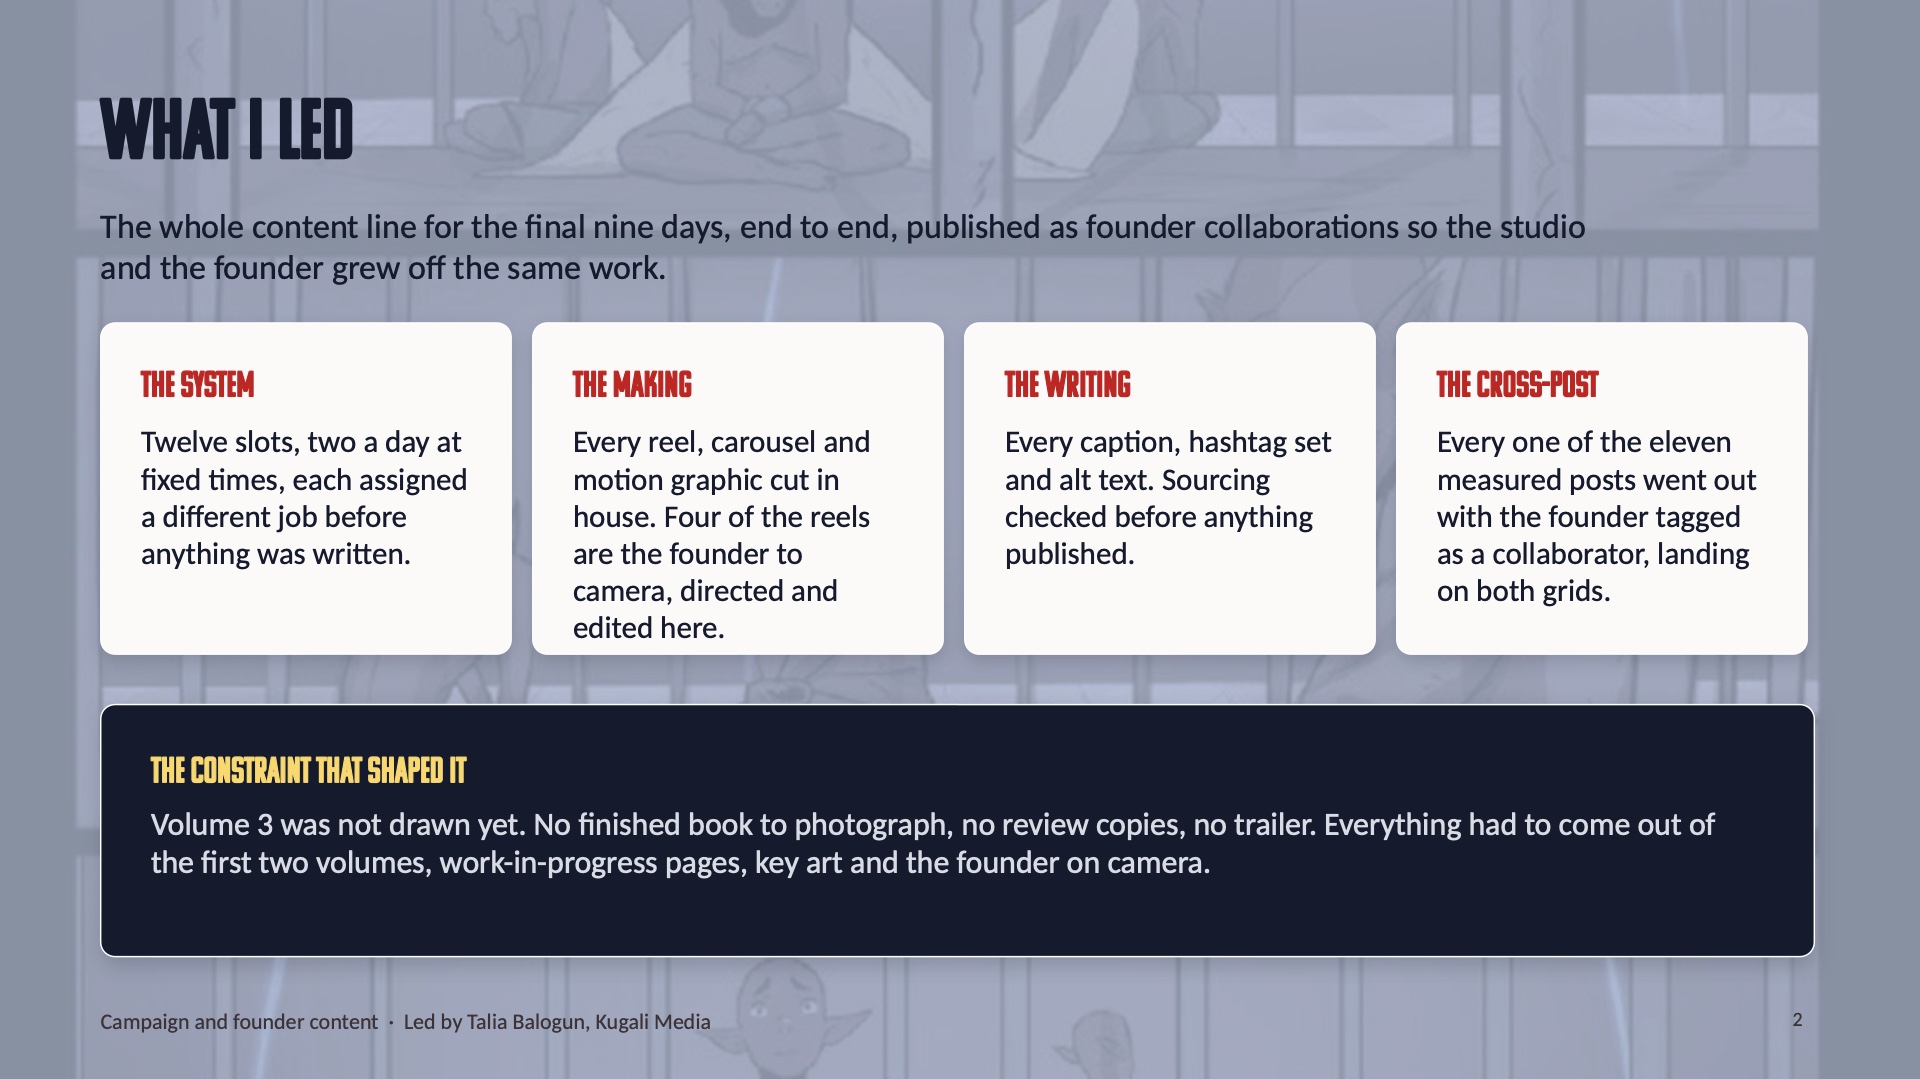 WHAT I LED
The whole content line for the final nine days, end to end, published as founder collaborations so the studio
and the founder grew off the same work.
THE SYSTEM
Twelve slots, two a day at
fixed times, each assigned
a different job before
anything was written.
THE MAKING
Every reel, carousel and
motion graphic cut in
house. Four of the reels
are the founder to
camera, directed and
edited here.
THE WRITING
Every caption, hashtag set
and alt text. Sourcing
checked before anything
published.
THE CROSS-POST
Every one of the eleven
measured posts went out
with the founder tagged
as a collaborator, landing
on both grids.
THE CONSTRAINT THAT SHAPED IT
Volume 3 was not drawn yet. No finished book to photograph, no review copies, no trailer. Everything had to come out of
the first two volumes, work-in-progress pages, key art and the founder on camera.
Campaign and founder content · Led by Talia Balogun, Kugali Media
2